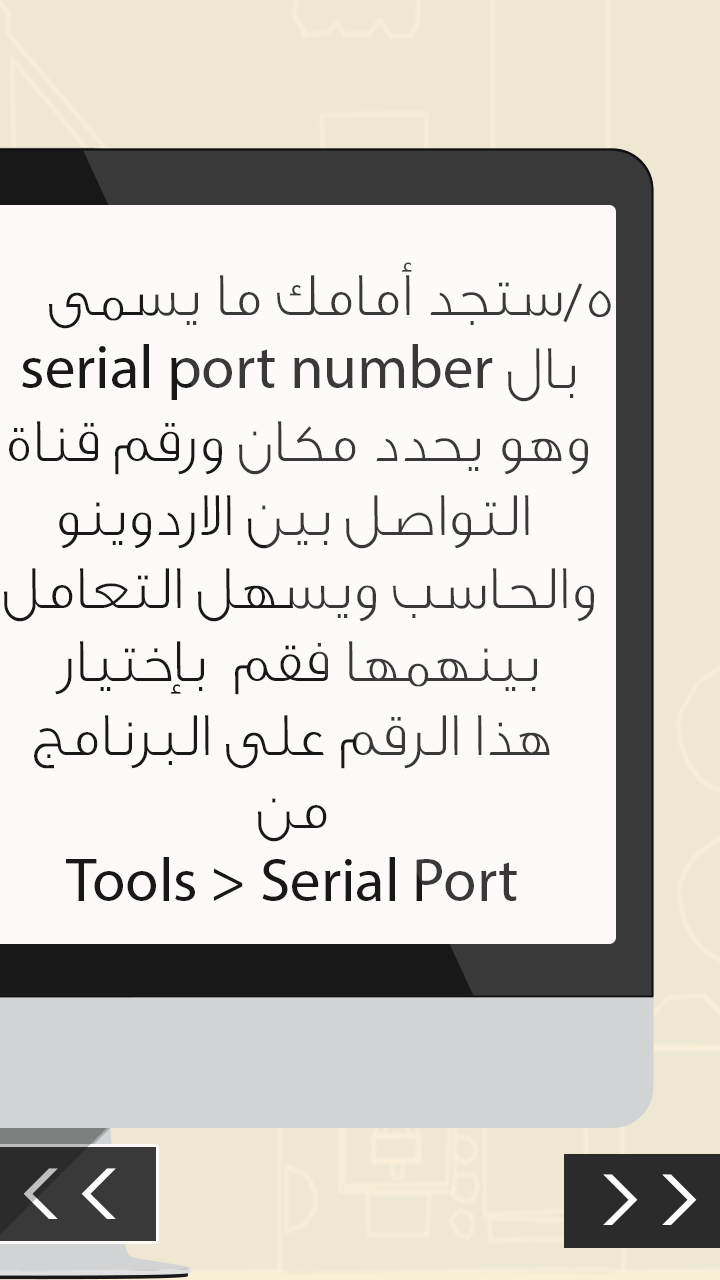 ٥/ستجد أمامك ما يسمى
بال serial port number
وهو يحدد مكان ورقم قناة
التواصل بين الاردوينو
والحاسب ويسهل التعامل
بينهمها فقم بإختيار
هذا الرقم على البرنامج
من
Tools > Serial Port